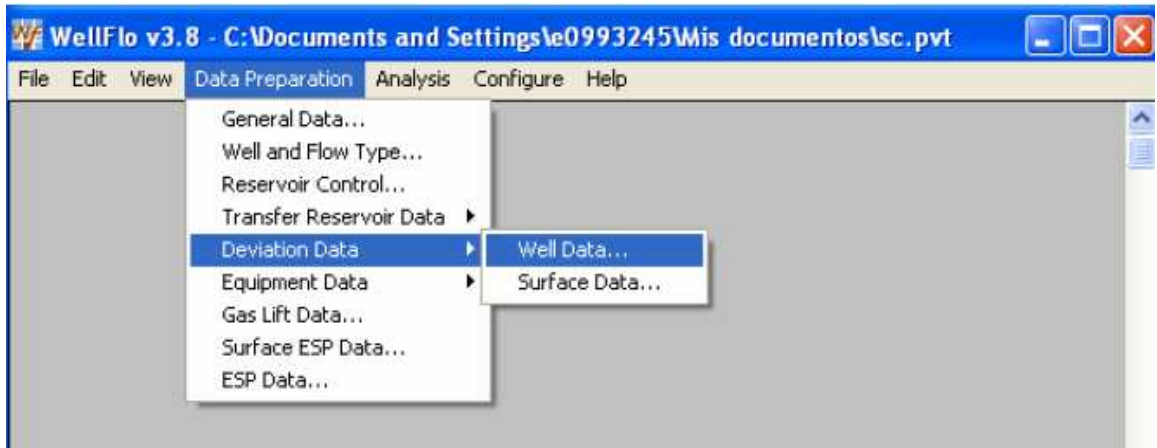 WellFlo v3.8 - C:\Documents and Settings\e0993245\Mis documentos\sc.pvt
File Edit View Data Preparation Analysis Configure Help
General Data...
Well and Flow Type...
Reservoir Control...
Transfer Reservoir Data
Deviation Data
Well Data...
Surface Data...
Equipment Data
Gas Lift Data...
Surface ESP Data...
ESP Data...